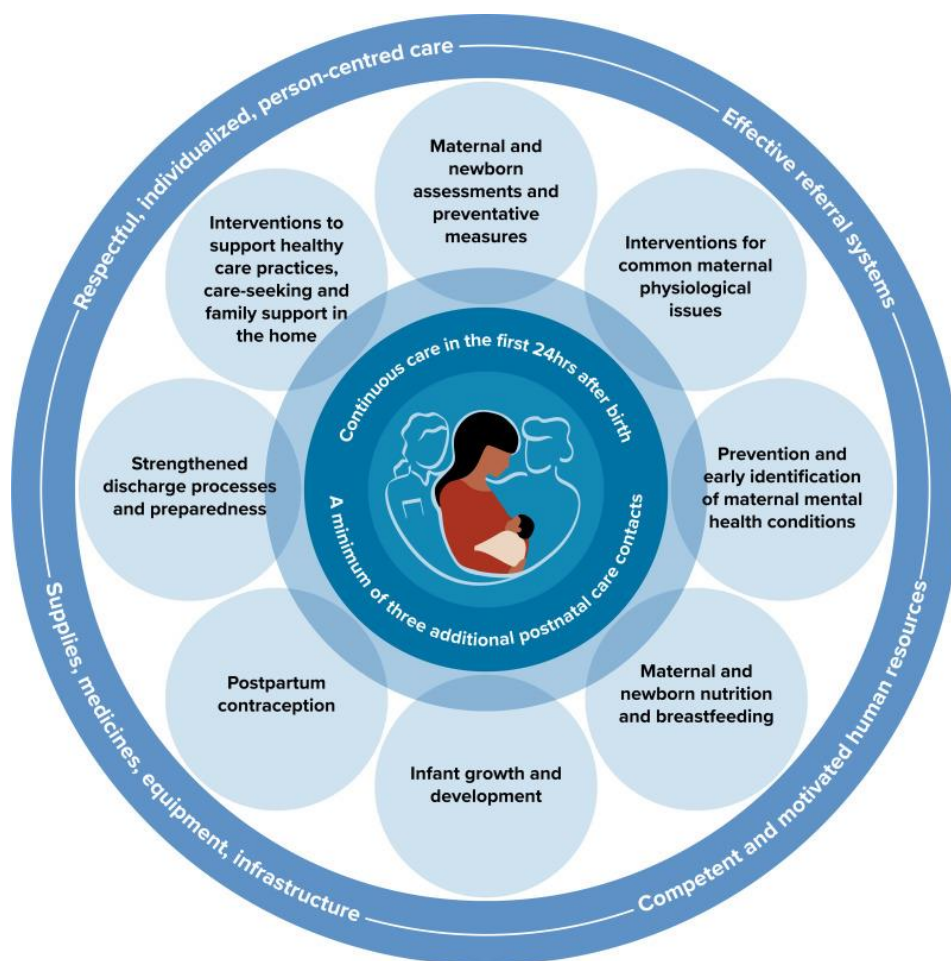 Respectful, individualized, person-centred care
Effective referral systems
Maternal and
newborn
assessments and
preventative
measures
Interventions to
support healthy
care practices,
care-seeking and
family support in
the home
Interventions for
common maternal
physiological
issues
Continuous care in the first 24hrs after birth
Strengthened
discharge processes
and preparedness
Prevention and
early identification
of maternal mental
health conditions
A minimum of three additional postnatal care contacts
Postpartum
contraception
Maternal and
newborn nutrition
and breastfeeding
Infant growth and
development
Supplies, medicines, equipment, infrastructure
Competent and motivated human resources